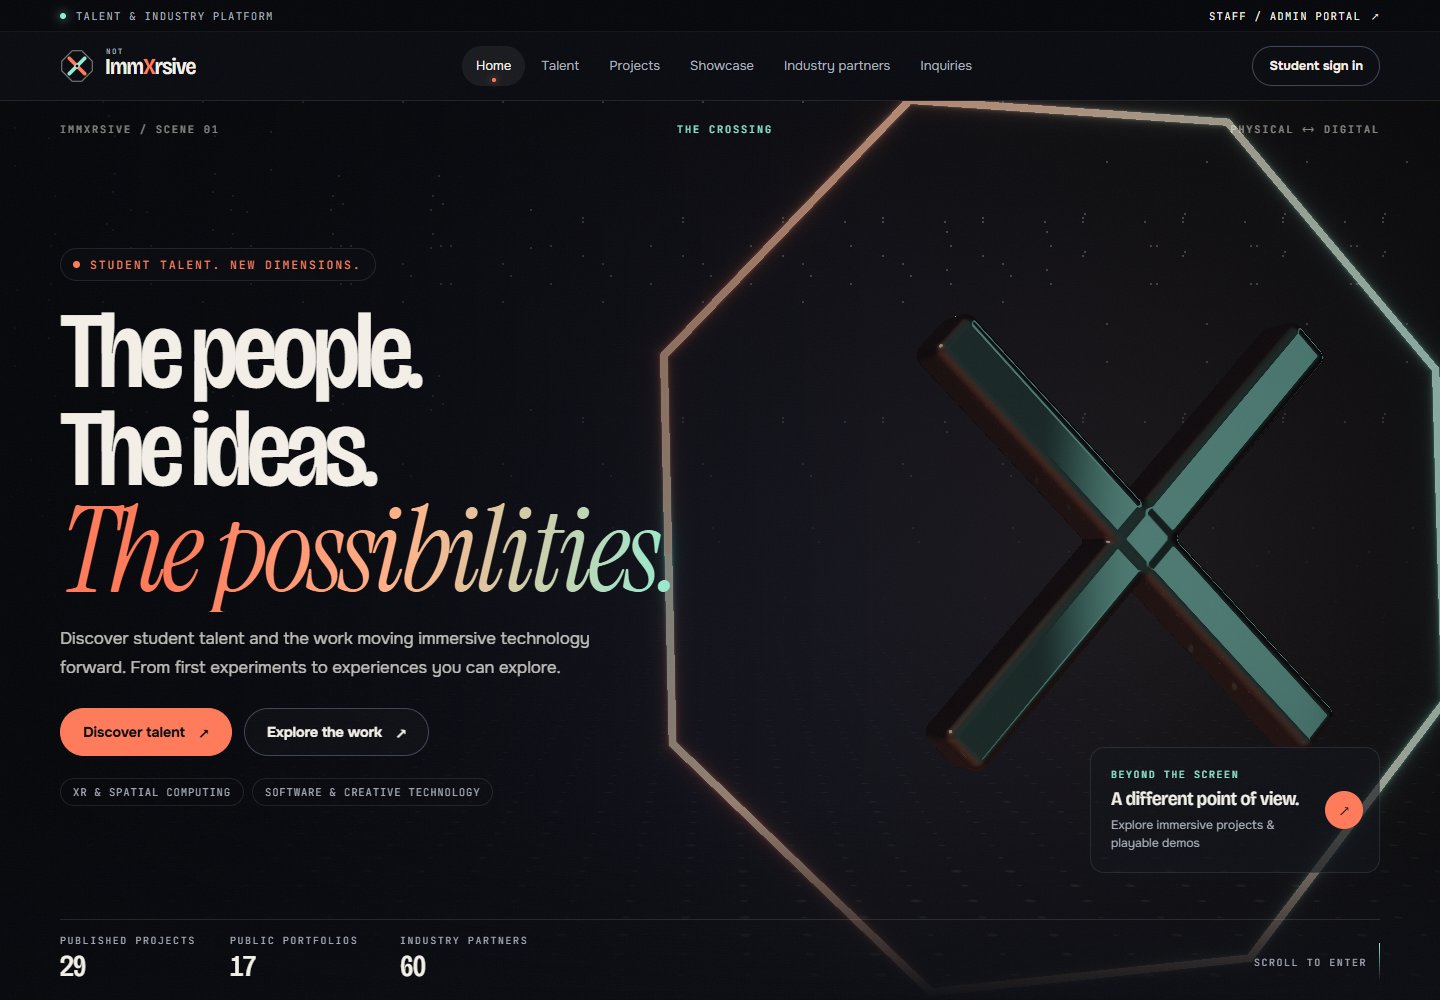 TALENT & INDUSTRY PLATFORM
STAFF / ADMIN PORTAL ↗
NOT
ImmXrsive
Home
Talent
Projects
Showcase
Industry partners
Inquiries
Student sign in
IMMXRSIVE / SCENE 01
THE CROSSING
PHYSICAL ↔ DIGITAL
STUDENT TALENT. NEW DIMENSIONS.
The people.
The ideas.
The possibilities.
Discover student talent and the work moving immersive technology
forward. From first experiments to experiences you can explore.
Discover talent ↗
Explore the work ↗
XR & SPATIAL COMPUTING
SOFTWARE & CREATIVE TECHNOLOGY
BEYOND THE SCREEN
A different point of view.
Explore immersive projects &
playable demos
↗
PUBLISHED PROJECTS
29
PUBLIC PORTFOLIOS
17
INDUSTRY PARTNERS
60
SCROLL TO ENTER